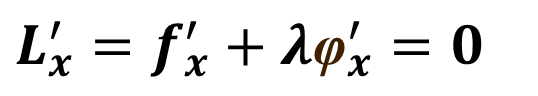 L′ₓ = f′ₓ + λφ′ₓ = 0